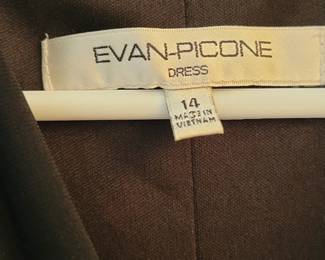 EVAN-PICONE
DRESS
14
MADE IN
VIETNAM